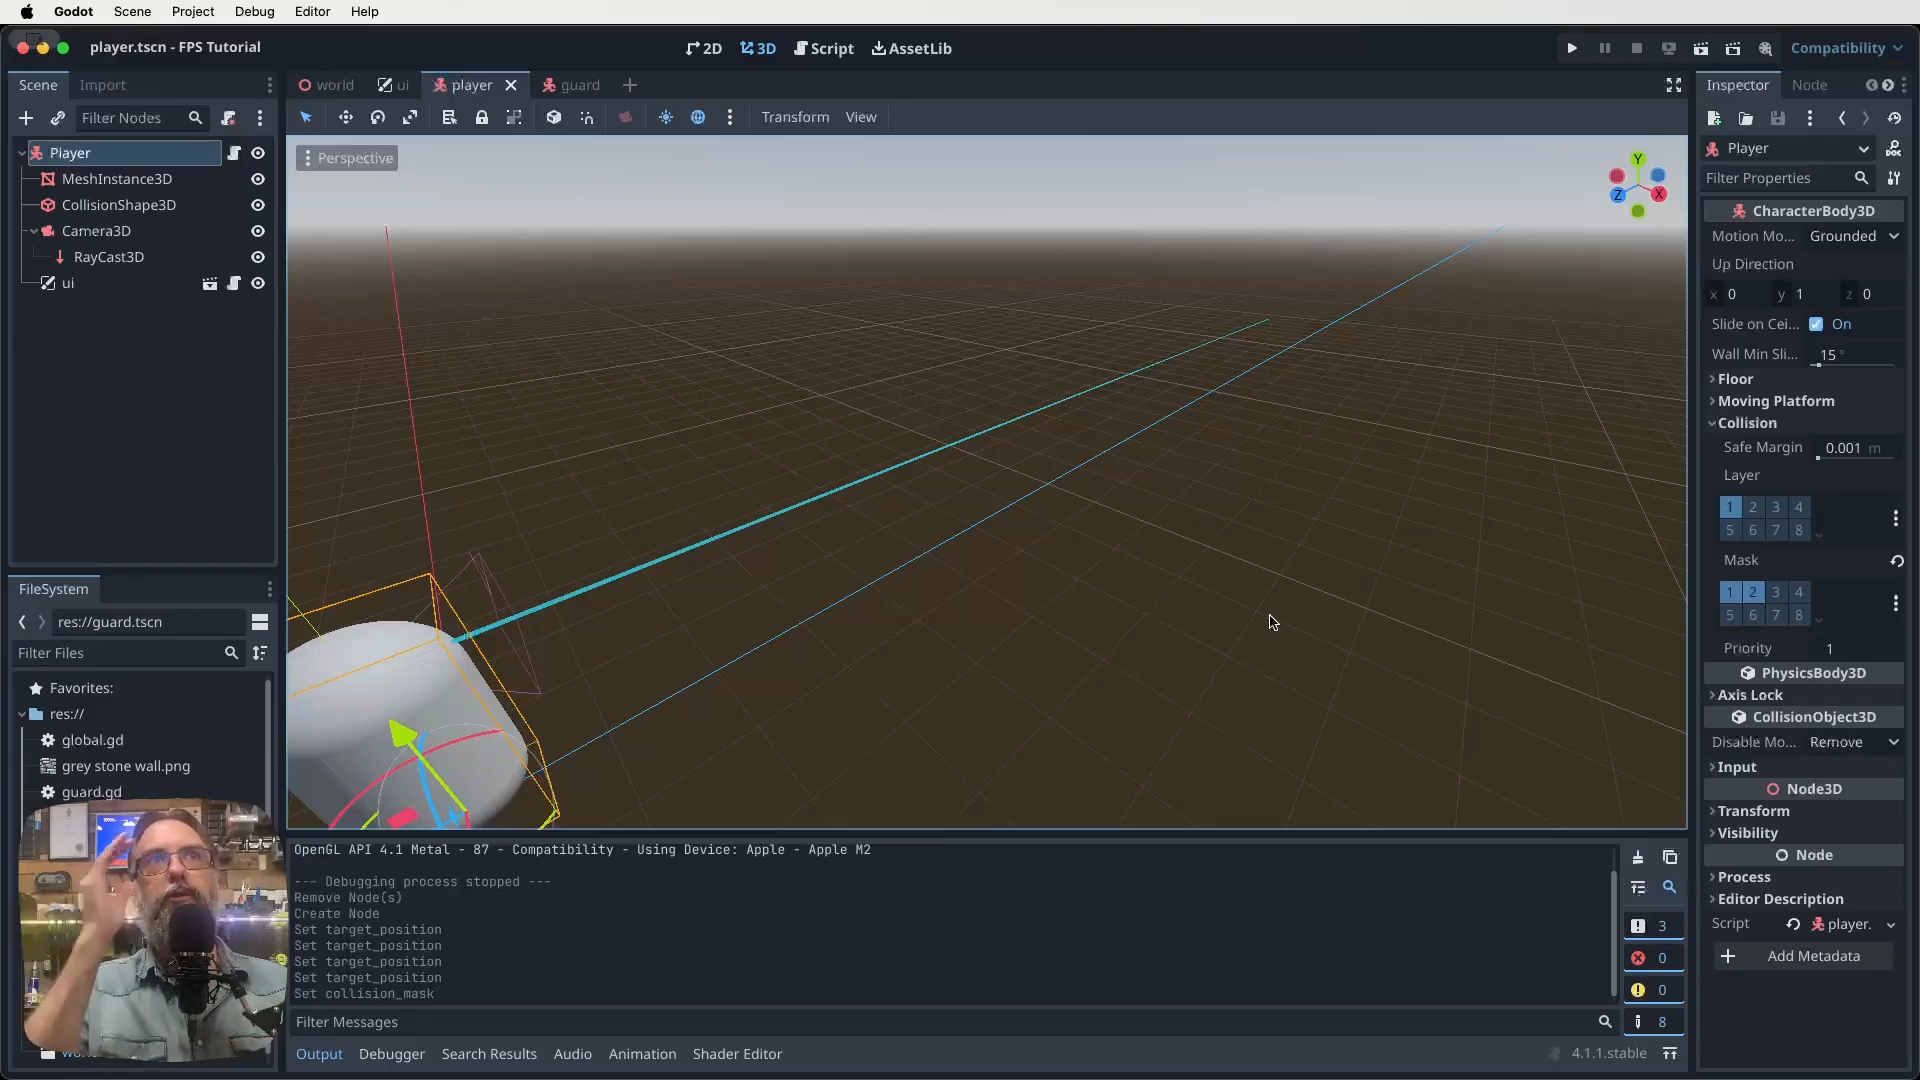 Godot Scene Project Debug Editor Help
player.tscn - FPS Tutorial
2D 3D Script AssetLib
Compatibility
Scene Import
world ui player guard
Inspector Node
Filter Nodes
Transform View
Player
MeshInstance3D
CollisionShape3D
Camera3D
RayCast3D
ui
Perspective
Y
Z X
Player
Filter Properties
CharacterBody3D
Motion Mo... Grounded
Up Direction
x 0 y 1 z 0
Slide on Cei... On
Wall Min Sli... 15 °
Floor
Moving Platform
Collision
Safe Margin 0.001 m
Layer
1 2 3 4
5 6 7 8
Mask
1 2 3 4
5 6 7 8
Priority 1
PhysicsBody3D
Axis Lock
CollisionObject3D
Disable Mo... Remove
Input
Node3D
Transform
Visibility
Node
Process
Editor Description
Script player.
Add Metadata
FileSystem
res://guard.tscn
Filter Files
Favorites:
res://
global.gd
grey stone wall.png
guard.gd
OpenGL API 4.1 Metal - 87 - Compatibility - Using Device: Apple - Apple M2
--- Debugging process stopped ---
Remove Node(s)
Create Node
Set target_position
Set target_position
Set target_position
Set target_position
Set collision_mask
3
0
0
8
Filter Messages
Output Debugger Search Results Audio Animation Shader Editor
4.1.1.stable